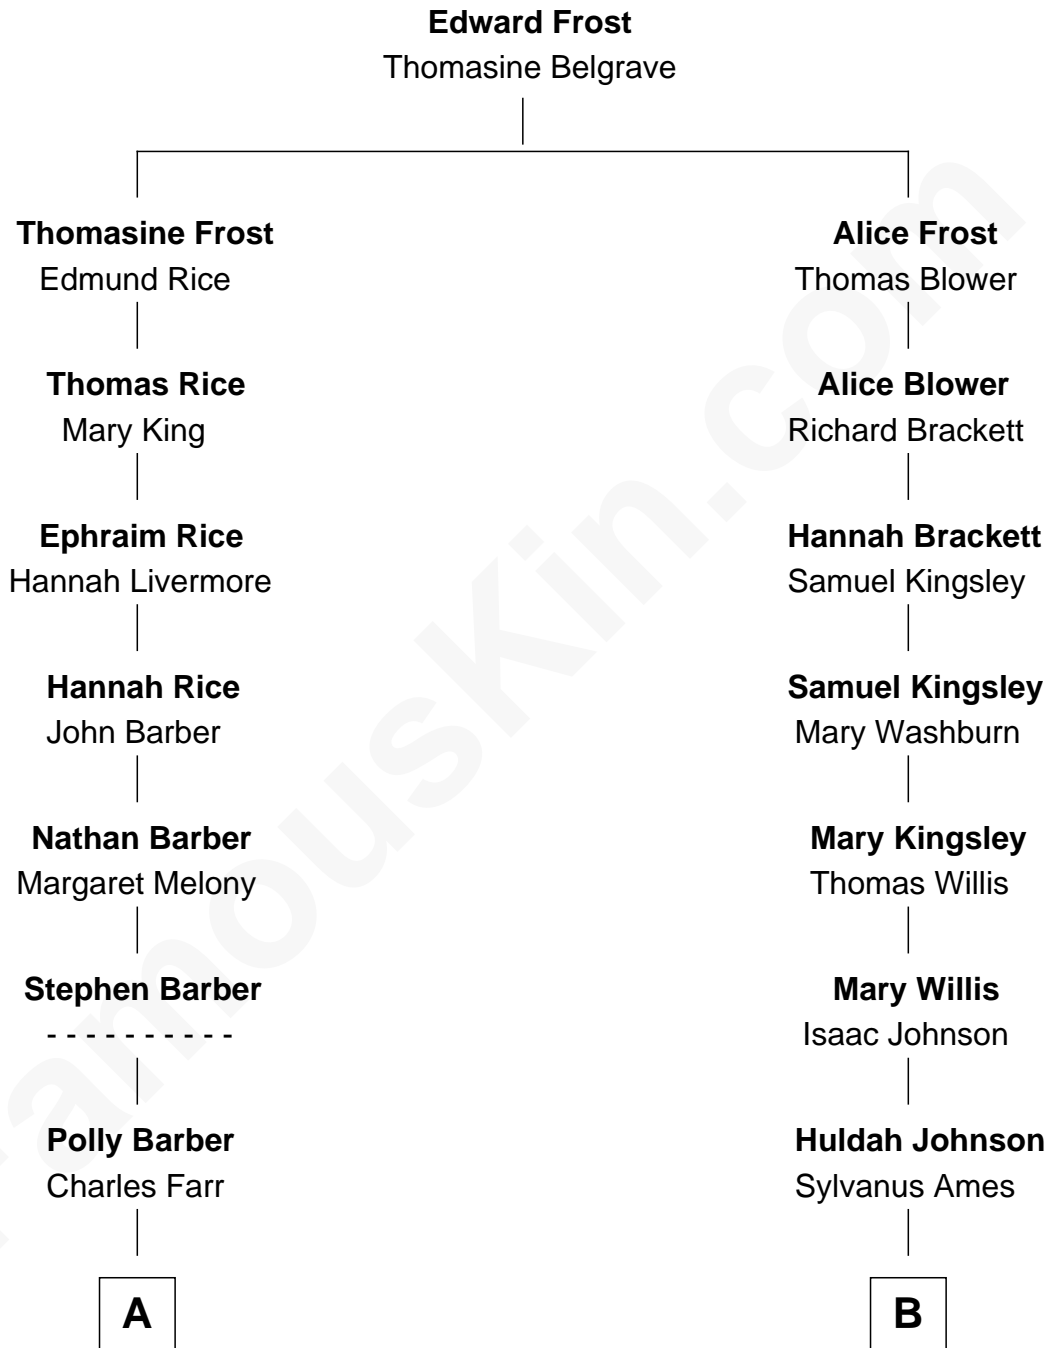 Edward Frost
Thomasine Belgrave
Thomasine Frost
Edmund Rice
Alice Frost
Thomas Blower
Thomas Rice
Mary King
Alice Blower
Richard Brackett
Ephraim Rice
Hannah Livermore
Hannah Brackett
Samuel Kingsley
Hannah Rice
John Barber
Samuel Kingsley
Mary Washburn
Nathan Barber
Margaret Melony
Mary Kingsley
Thomas Willis
Stephen Barber
- - - - - - - - - -
Mary Willis
Isaac Johnson
Polly Barber
Charles Farr
Huldah Johnson
Sylvanus Ames
A
B
FamousKin.com